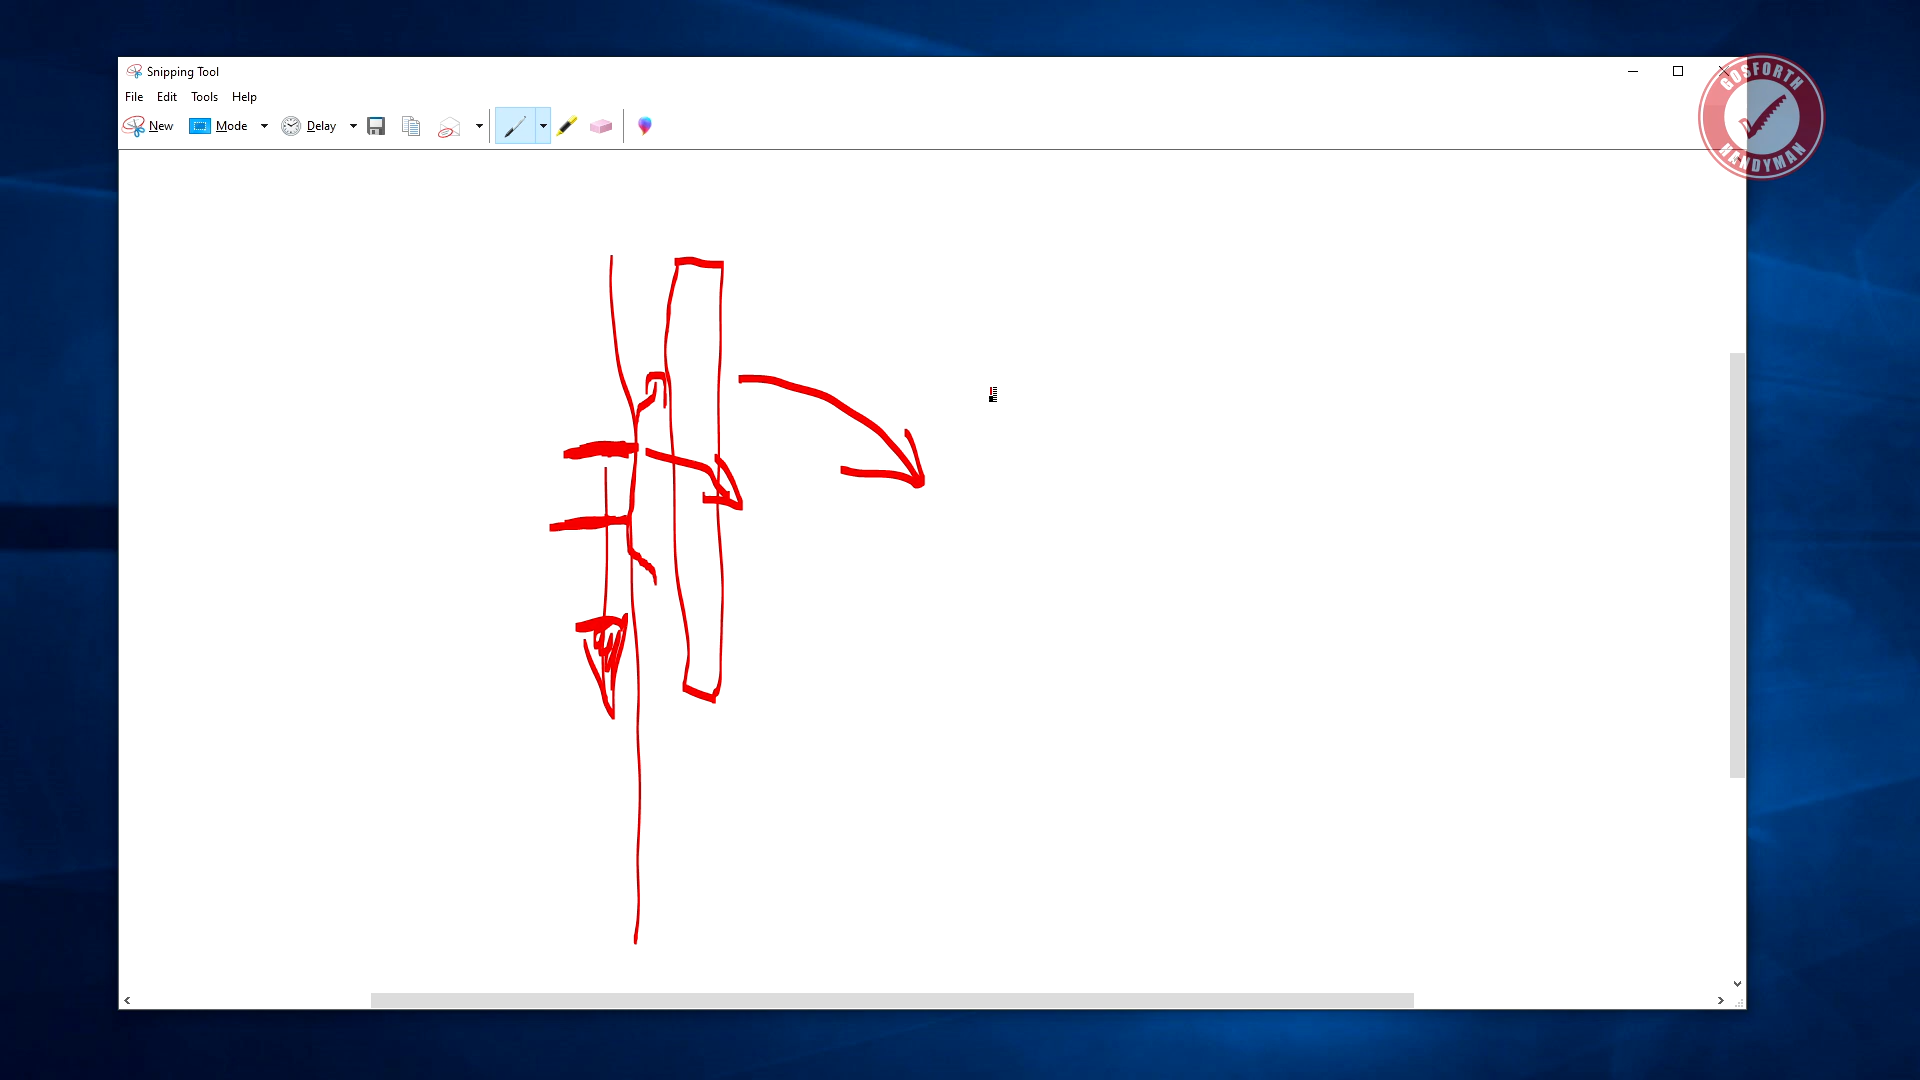 Snipping Tool
File Edit Tools Help
New Mode Delay
GOSFORTH
HANDYMAN